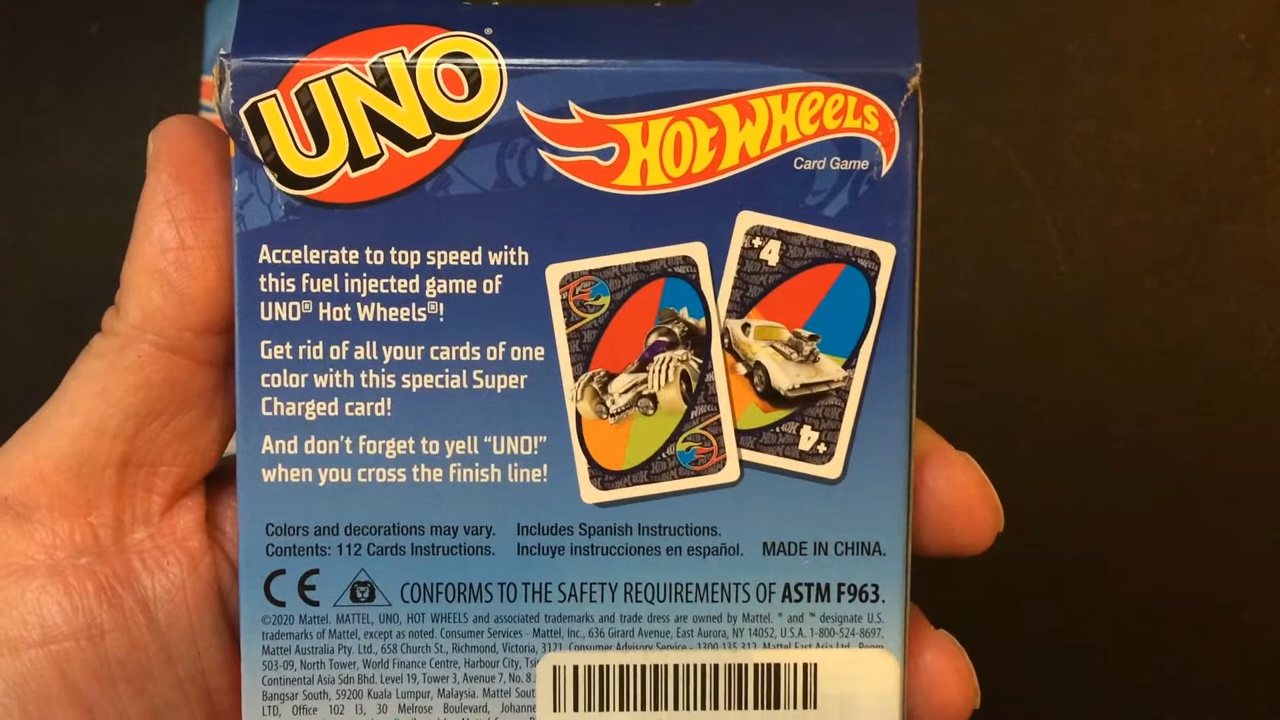 UNO®
HOT WHEELS
Card Game
Accelerate to top speed with
this fuel injected game of
UNO® Hot Wheels®!
Get rid of all your cards of one
color with this special Super
Charged card!
And don't forget to yell “UNO!”
when you cross the finish line!
+4
+4
Colors and decorations may vary.
Contents: 112 Cards Instructions.
Includes Spanish Instructions.
Incluye instrucciones en español.
MADE IN CHINA.
CE
CONFORMS TO THE SAFETY REQUIREMENTS OF ASTM F963.
©2020 Mattel. MATTEL, UNO, HOT WHEELS and associated trademarks and trade dress are owned by Mattel. ® and ™ designate U.S.
trademarks of Mattel, except as noted. Consumer Services - Mattel, Inc., 636 Girard Avenue, East Aurora, NY 14052, U.S.A. 1-800-524-8697.
Mattel Australia Pty. Ltd., 658 Church St., Richmond, Victoria, 3121. Consumer Advisory Service - 1300 135 312. Mattel East Asia Ltd., Room
503-09, North Tower, World Finance Centre, Harbour City,
Continental Asia Sdn Bhd. Level 19, Tower 3, Avenue 7, No. 8
Bangsar South, 59200 Kuala Lumpur, Malaysia. Mattel
LTD, Office 102 I3, 30 Melrose Boulevard,